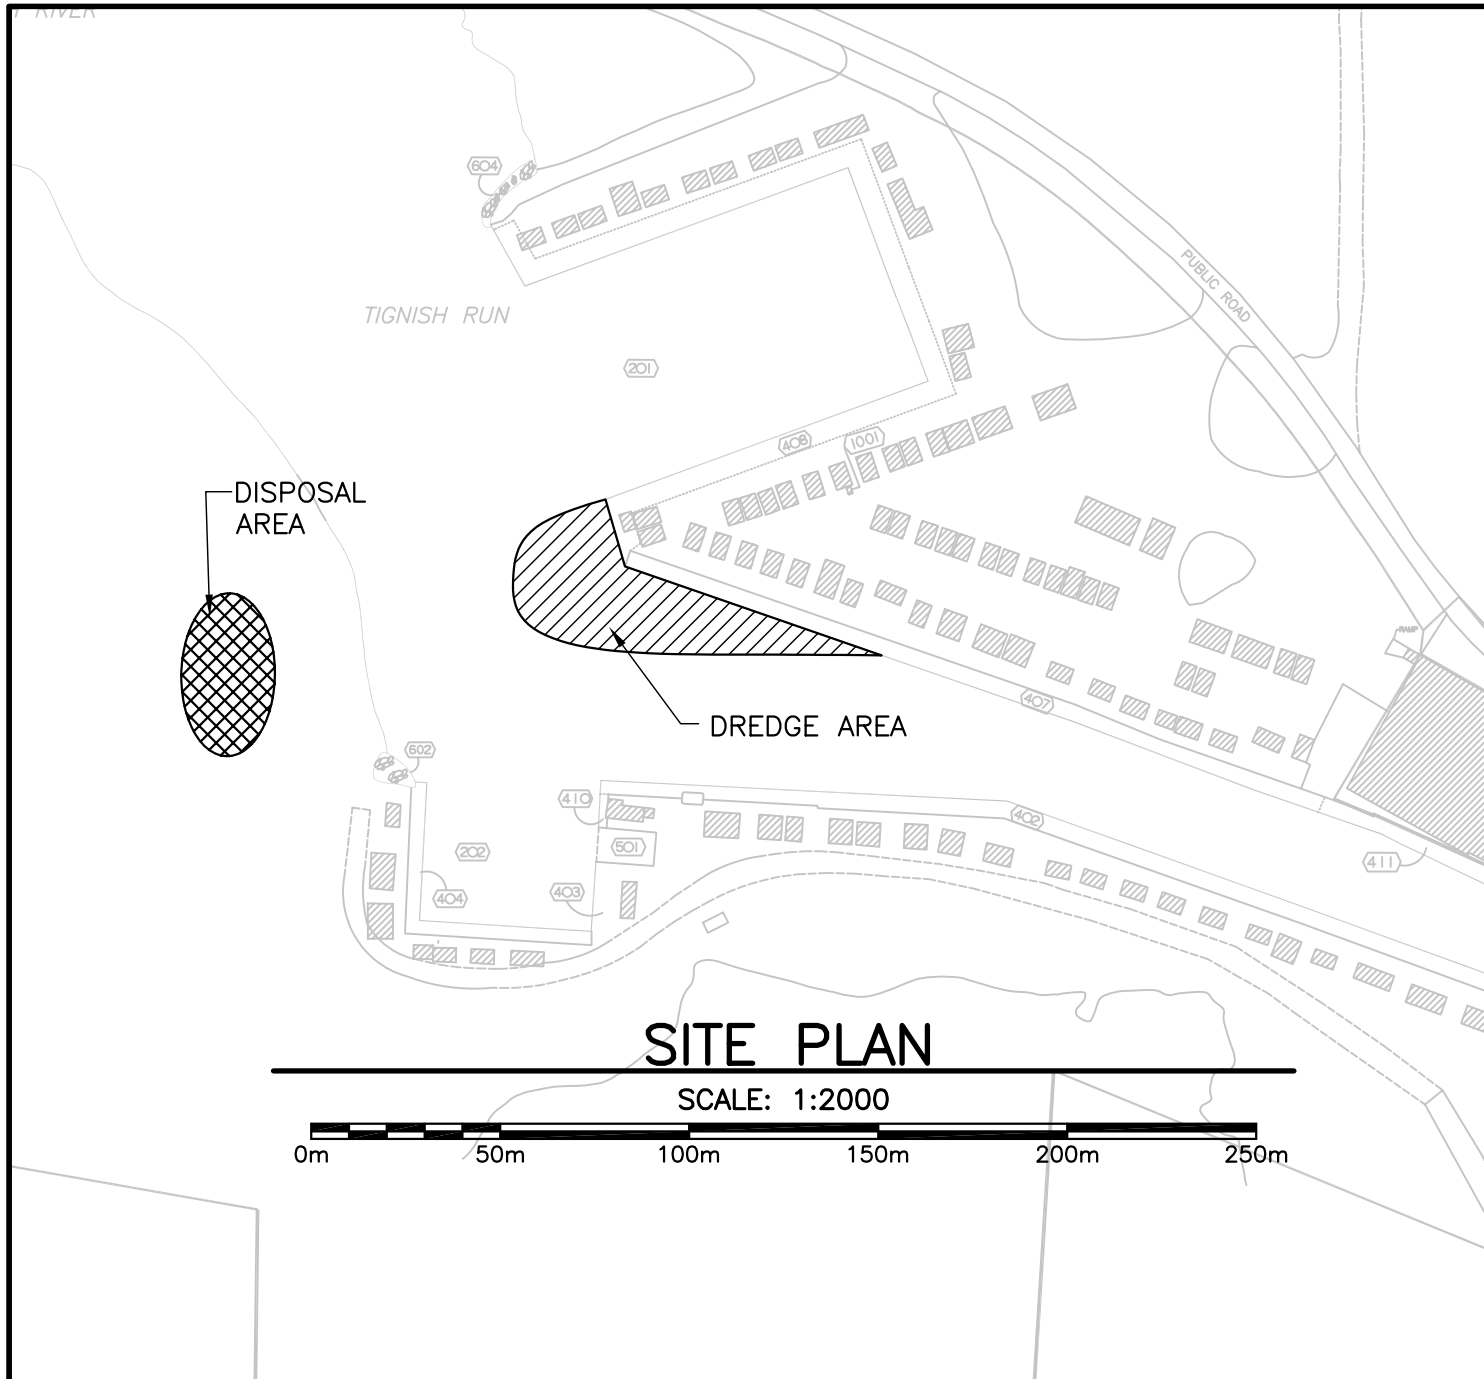 RIVER
604
PUBLIC ROAD
TIGNISH RUN
201
408
1001
DISPOSAL
AREA
RAMP
407
DREDGE AREA
602
410
402
501
202
411
404
403
SITE PLAN
SCALE: 1:2000
0m 50m 100m 150m 200m 250m